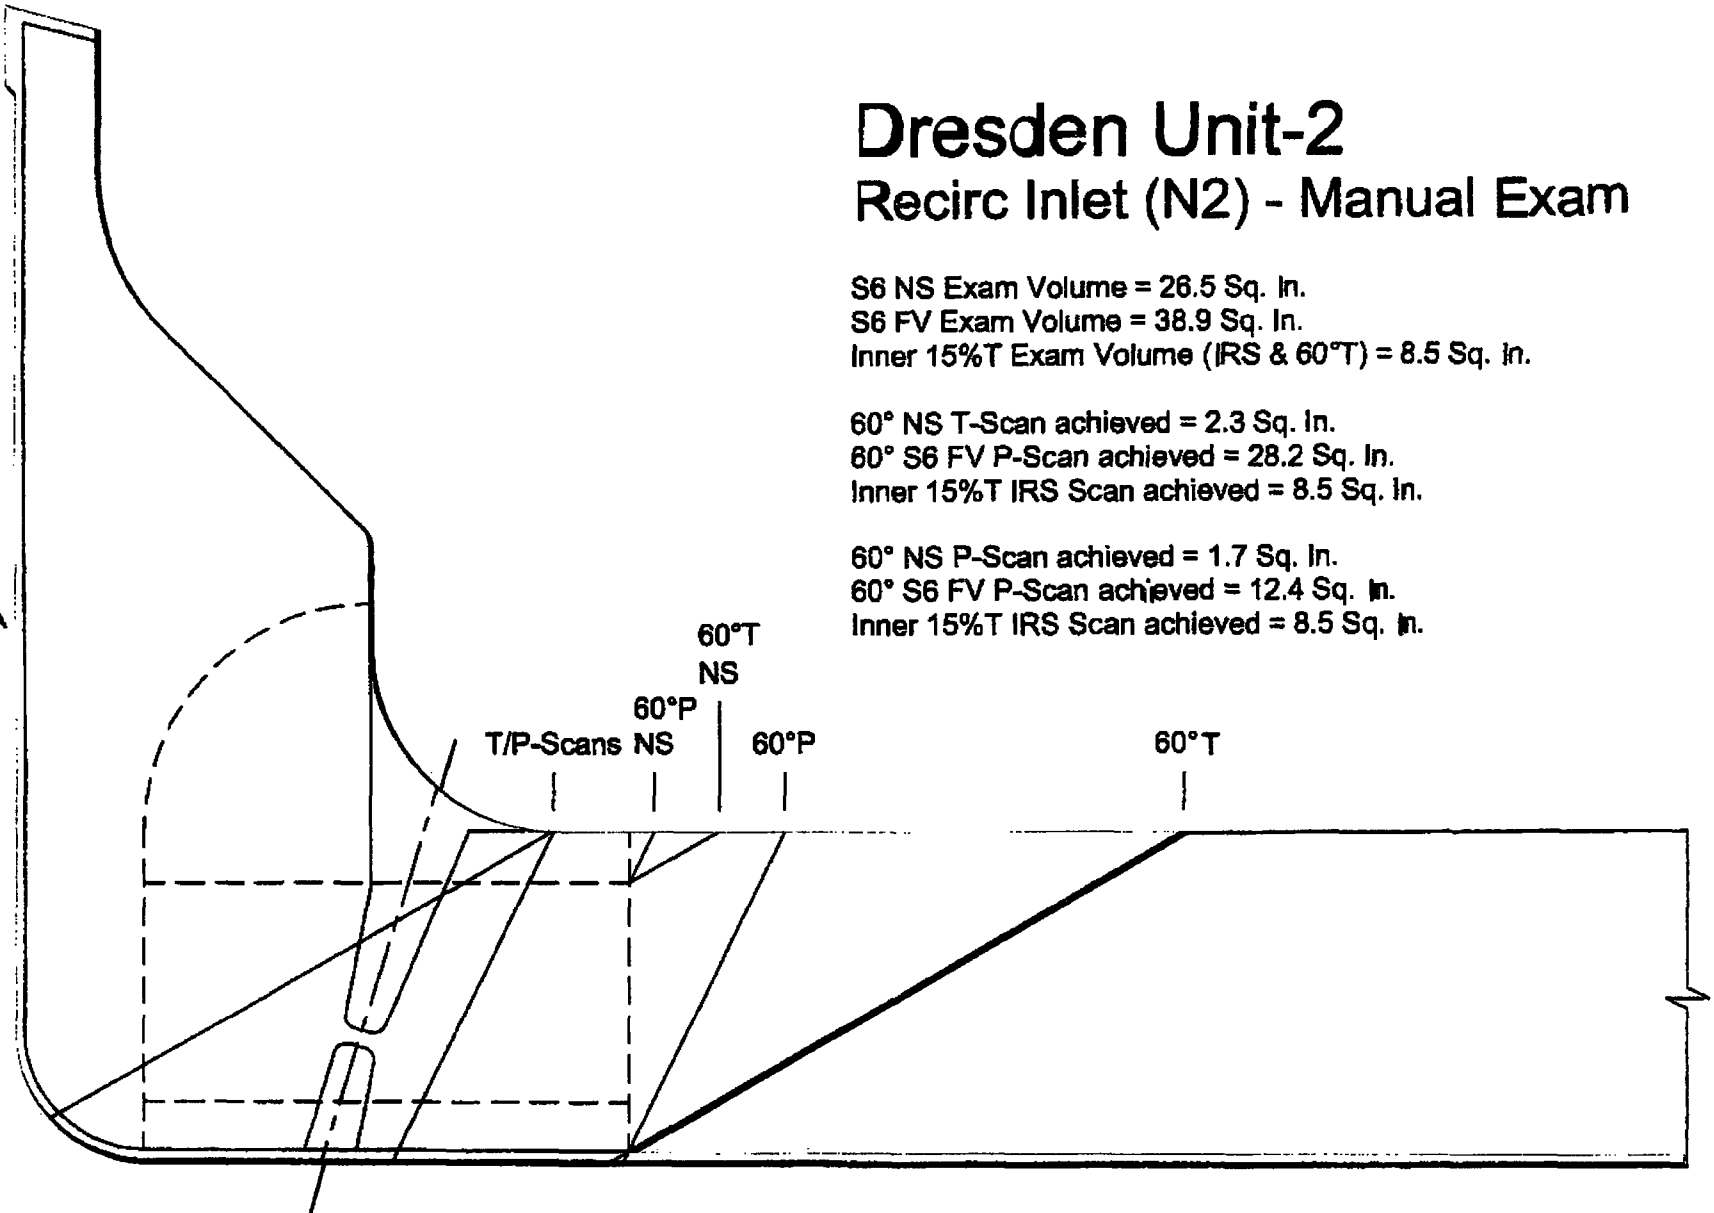 Dresden Unit-2
Recirc Inlet (N2) - Manual Exam
S6 NS Exam Volume = 26.5 Sq. In.
S6 FV Exam Volume = 38.9 Sq. In.
Inner 15%T Exam Volume (IRS & 60°T) = 8.5 Sq. In.
60° NS T-Scan achieved = 2.3 Sq. In.
60° S6 FV P-Scan achieved = 28.2 Sq. In.
Inner 15%T IRS Scan achieved = 8.5 Sq. In.
60° NS P-Scan achieved = 1.7 Sq. In.
60° S6 FV P-Scan achieved = 12.4 Sq. In.
Inner 15%T IRS Scan achieved = 8.5 Sq. In.
60°T
NS
60°P
NS
T/P-Scans
60°P
60°T